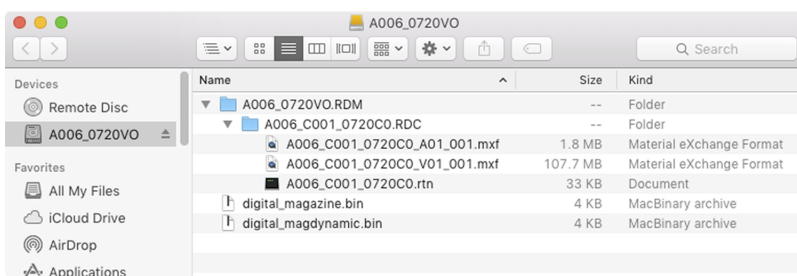 A006_0720VO
Search
Devices
Remote Disc
A006_0720VO
Favorites
All My Files
iCloud Drive
AirDrop
Applications
Name Size Kind
A006_0720VO.RDM -- Folder
A006_C001_0720C0.RDC -- Folder
A006_C001_0720C0_A01_001.mxf 1.8 MB Material eXchange Format
A006_C001_0720C0_V01_001.mxf 107.7 MB Material eXchange Format
A006_C001_0720C0.rtn 33 KB Document
digital_magazine.bin 4 KB MacBinary archive
digital_magdynamic.bin 4 KB MacBinary archive